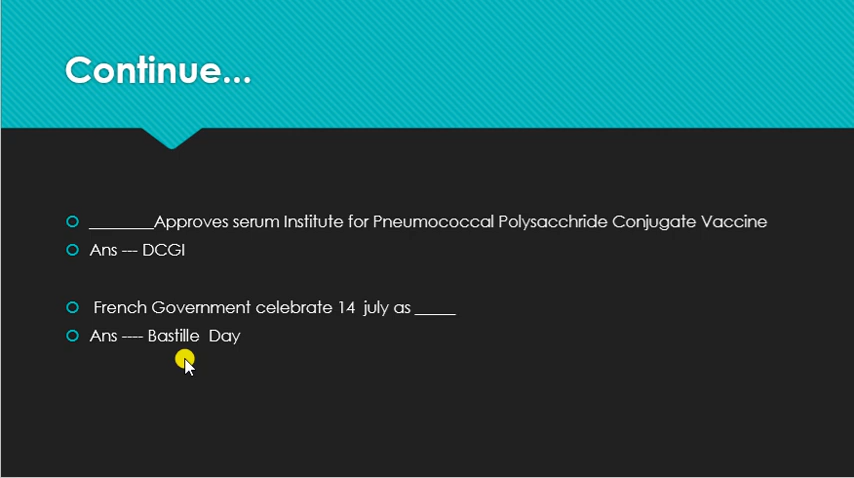 Continue...
________Approves serum Institute for Pneumococcal Polysacchride Conjugate Vaccine
Ans --- DCGI
French Government celebrate 14 july as _____
Ans ---- Bastille Day